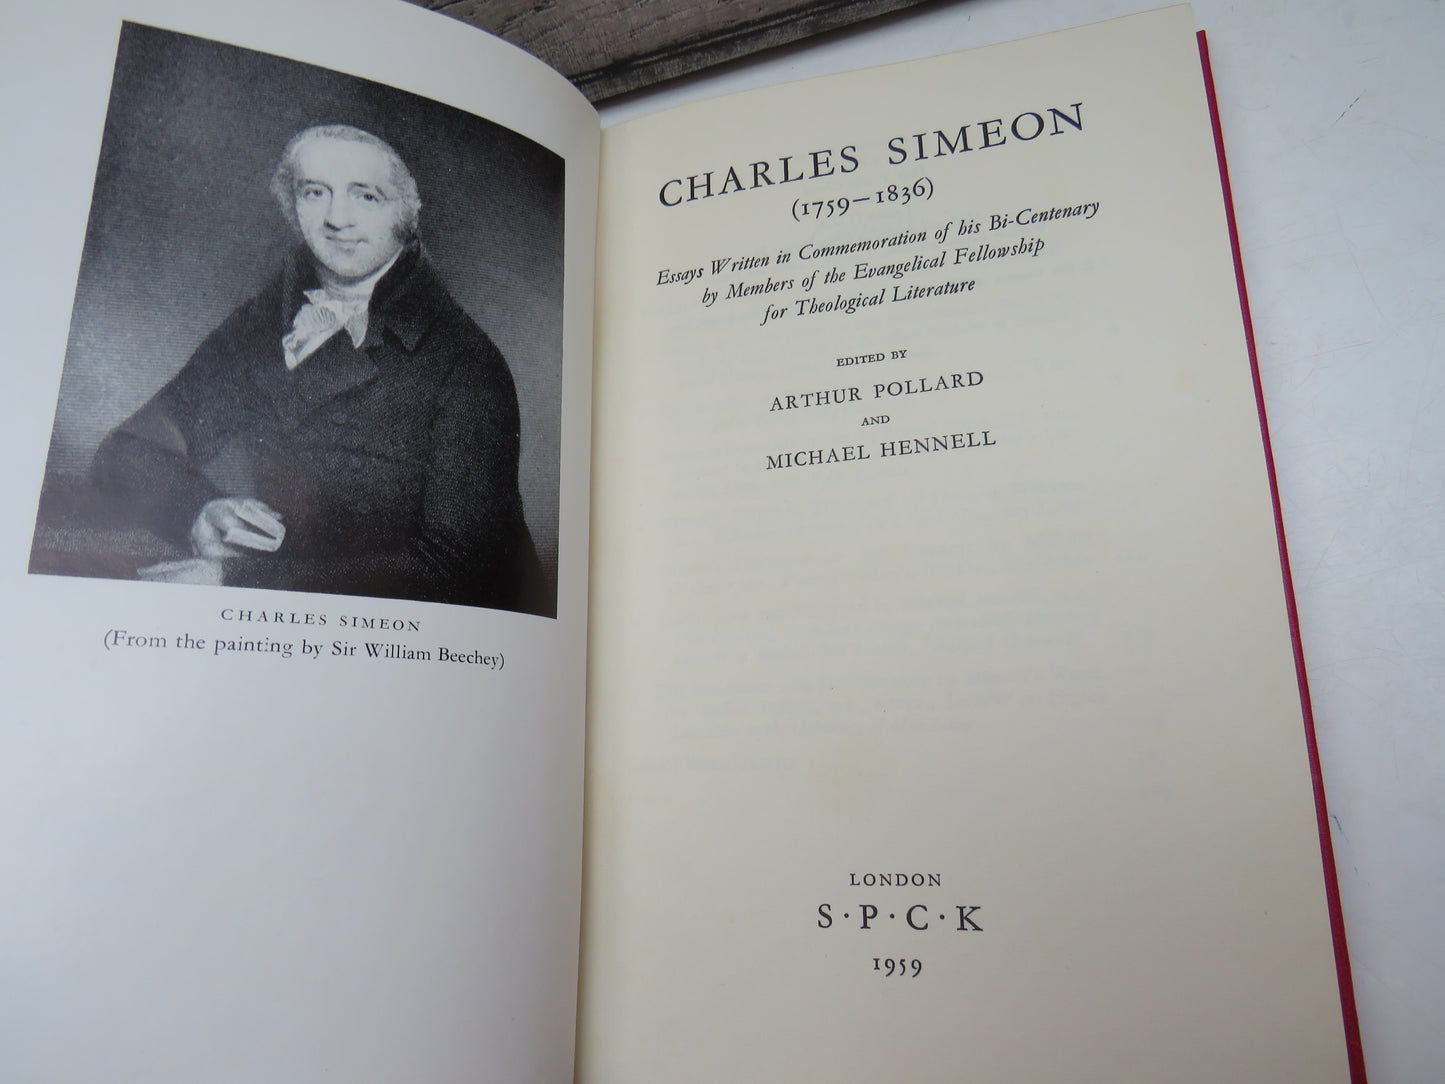 CHARLES SIMEON
(From the painting by Sir William Beechey)
CHARLES SIMEON
(1759–1836)
Essays Written in Commemoration of his Bi-Centenary
by Members of the Evangelical Fellowship
for Theological Literature
EDITED BY
ARTHUR POLLARD
AND
MICHAEL HENNELL
LONDON
S·P·C·K
1959